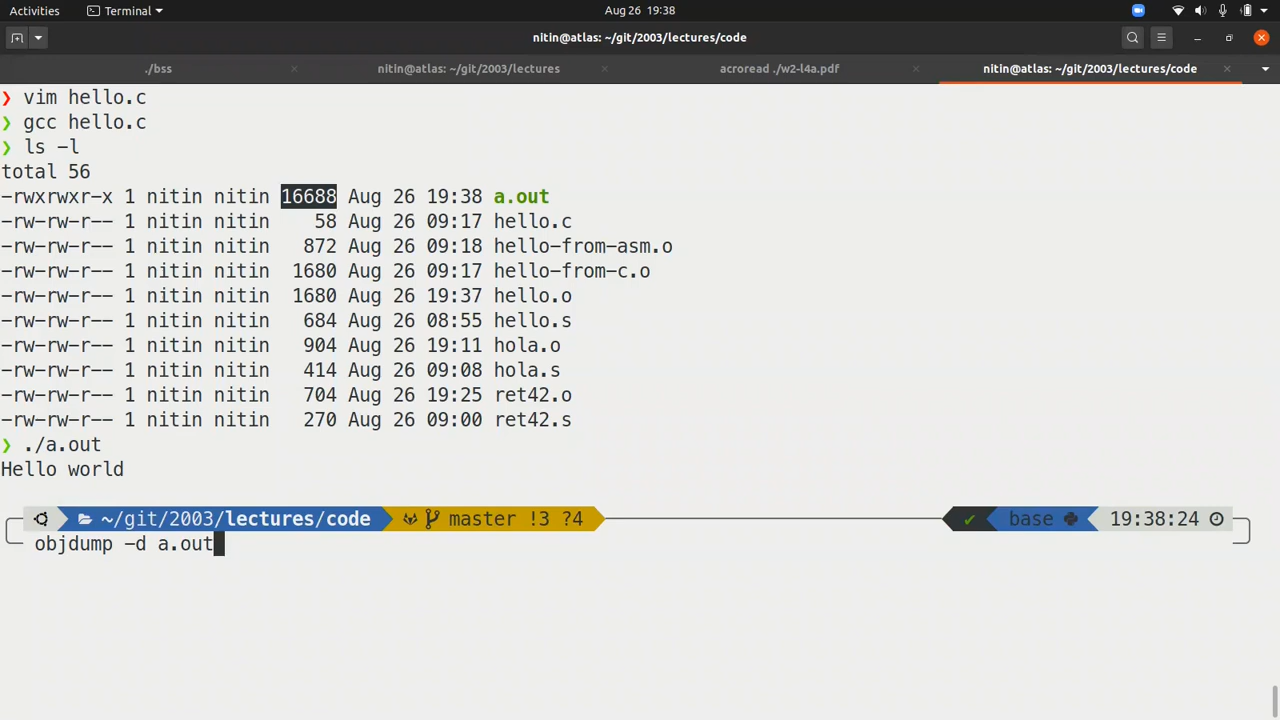 Activities Terminal Aug 26 19:38
nitin@atlas: ~/git/2003/lectures/code
./bss nitin@atlas: ~/git/2003/lectures acroread ./w2-l4a.pdf nitin@atlas: ~/git/2003/lectures/code
❯ vim hello.c
❯ gcc hello.c
❯ ls -l
total 56
-rwxrwxr-x 1 nitin nitin 16688 Aug 26 19:38 a.out
-rw-rw-r-- 1 nitin nitin 58 Aug 26 09:17 hello.c
-rw-rw-r-- 1 nitin nitin 872 Aug 26 09:18 hello-from-asm.o
-rw-rw-r-- 1 nitin nitin 1680 Aug 26 09:17 hello-from-c.o
-rw-rw-r-- 1 nitin nitin 1680 Aug 26 19:37 hello.o
-rw-rw-r-- 1 nitin nitin 684 Aug 26 08:55 hello.s
-rw-rw-r-- 1 nitin nitin 904 Aug 26 19:11 hola.o
-rw-rw-r-- 1 nitin nitin 414 Aug 26 09:08 hola.s
-rw-rw-r-- 1 nitin nitin 704 Aug 26 19:25 ret42.o
-rw-rw-r-- 1 nitin nitin 270 Aug 26 09:00 ret42.s
❯ ./a.out
Hello world
~/git/2003/lectures/code master !3 ?4 ✔ base 19:38:24
objdump -d a.out